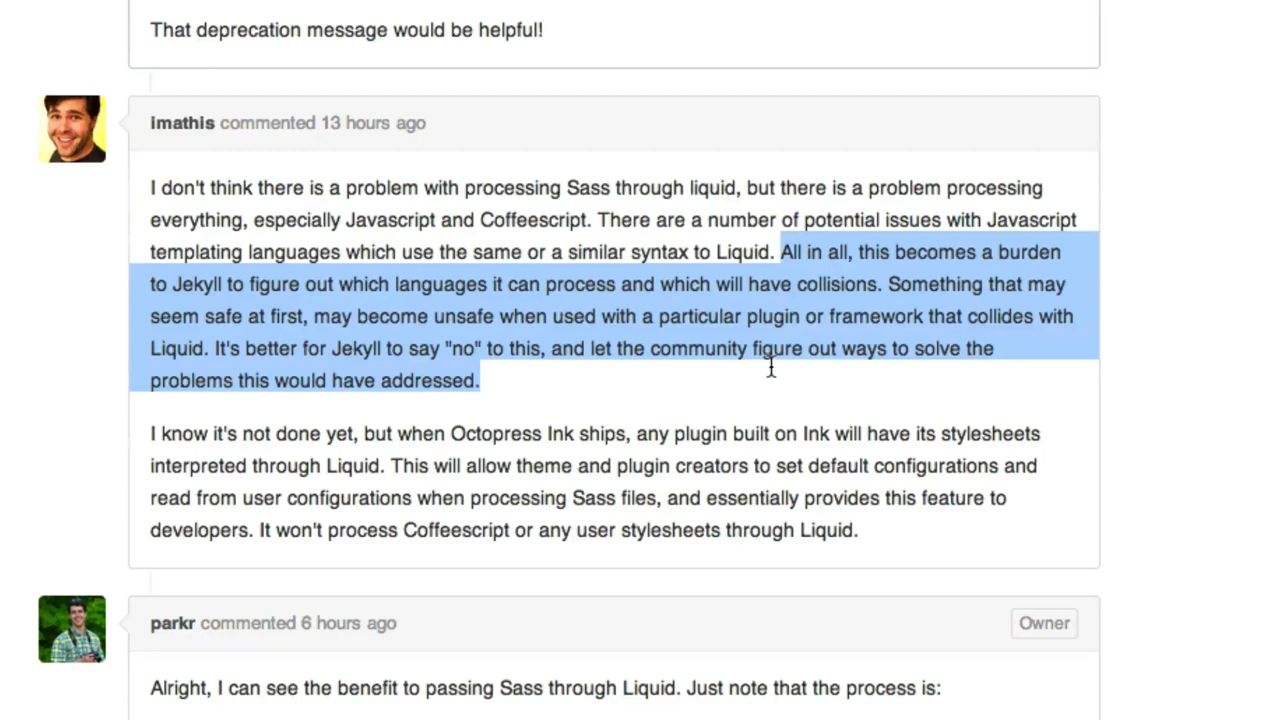 That deprecation message would be helpful!
imathis commented 13 hours ago
I don't think there is a problem with processing Sass through liquid, but there is a problem processing
everything, especially Javascript and Coffeescript. There are a number of potential issues with Javascript
templating languages which use the same or a similar syntax to Liquid. All in all, this becomes a burden
to Jekyll to figure out which languages it can process and which will have collisions. Something that may
seem safe at first, may become unsafe when used with a particular plugin or framework that collides with
Liquid. It's better for Jekyll to say "no" to this, and let the community figure out ways to solve the
problems this would have addressed.
I know it's not done yet, but when Octopress Ink ships, any plugin built on Ink will have its stylesheets
interpreted through Liquid. This will allow theme and plugin creators to set default configurations and
read from user configurations when processing Sass files, and essentially provides this feature to
developers. It won't process Coffeescript or any user stylesheets through Liquid.
parkr commented 6 hours ago Owner
Alright, I can see the benefit to passing Sass through Liquid. Just note that the process is: